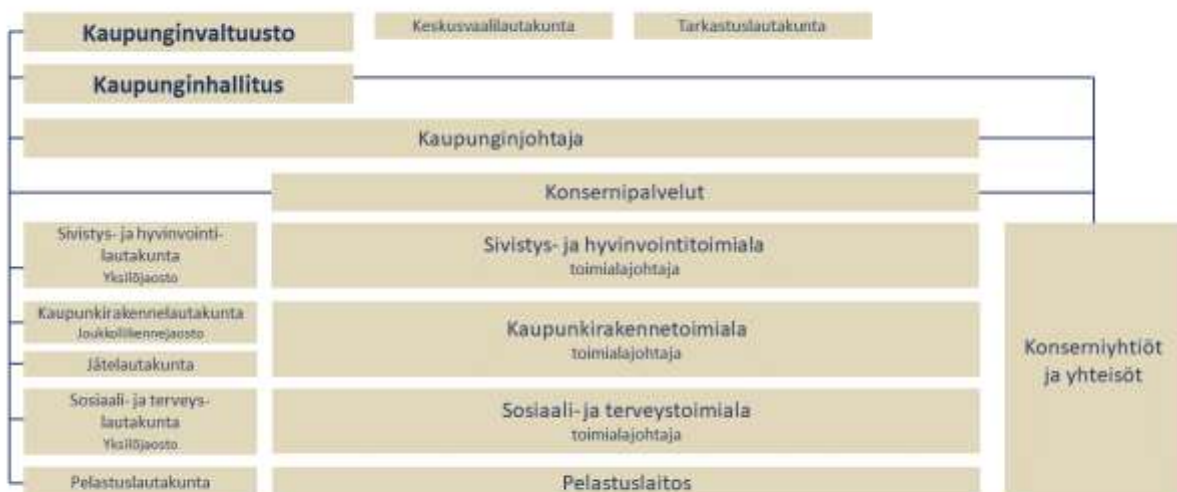 Kaupunginvaltuusto
Keskusvaalilautakunta
Tarkastuslautakunta
Kaupunginhallitus
Kaupunginjohtaja
Konsernipalvelut
Sivistys- ja hyvinvointi-
lautakunta
Yksilöjaosto
Sivistys- ja hyvinvointitoimiala
toimialajohtaja
Kaupunkirakennelautakunta
Joukkoliikennejaosto
Jätelautakunta
Kaupunkirakennetoimiala
toimialajohtaja
Sosiaali- ja terveys-
lautakunta
Yksilöjaosto
Sosiaali- ja terveystoimiala
toimialajohtaja
Pelastuslautakunta
Pelastuslaitos
Konserniyhtiöt
ja yhteisöt